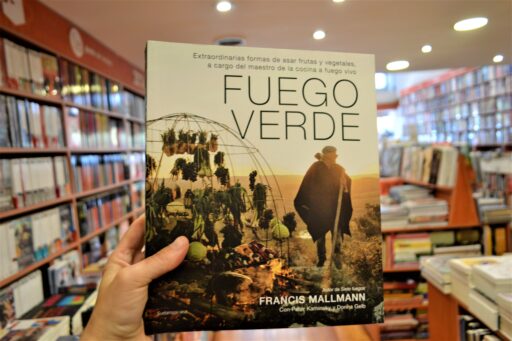 Extraordinarias formas de asar frutas y vegetales,
a cargo del maestro de la cocina a fuego vivo
FUEGO
VERDE
Autor de Siete fuegos
FRANCIS MALLMANN
Con Peter Kaminsky y Donna Gelb